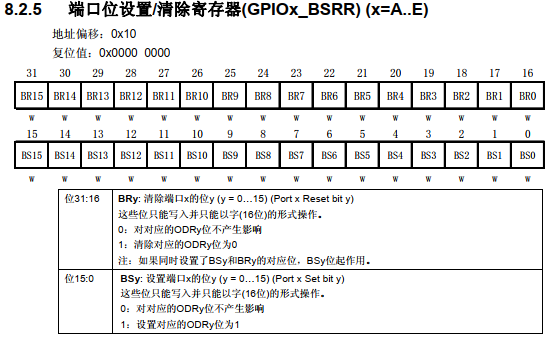 8.2.5 端口位设置/清除寄存器(GPIOx_BSRR) (x=A..E)
地址偏移：0x10
复位值：0x0000 0000
31 30 29 28 27 26 25 24 23 22 21 20 19 18 17 16
BR15 BR14 BR13 BR12 BR11 BR10 BR9 BR8 BR7 BR6 BR5 BR4 BR3 BR2 BR1 BR0
w w w w w w w w w w w w w w w w
15 14 13 12 11 10 9 8 7 6 5 4 3 2 1 0
BS15 BS14 BS13 BS12 BS11 BS10 BS9 BS8 BS7 BS6 BS5 BS4 BS3 BS2 BS1 BS0
w w w w w w w w w w w w w w w w
位31:16 BRy: 清除端口x的位y (y = 0…15) (Port x Reset bit y)
这些位只能写入并只能以字(16位)的形式操作。
0：对对应的ODRy位不产生影响
1：清除对应的ODRy位为0
注：如果同时设置了BSy和BRy的对应位，BSy位起作用。
位15:0 BSy: 设置端口x的位y (y = 0…15) (Port x Set bit y)
这些位只能写入并只能以字(16位)的形式操作。
0：对对应的ODRy位不产生影响
1：设置对应的ODRy位为1